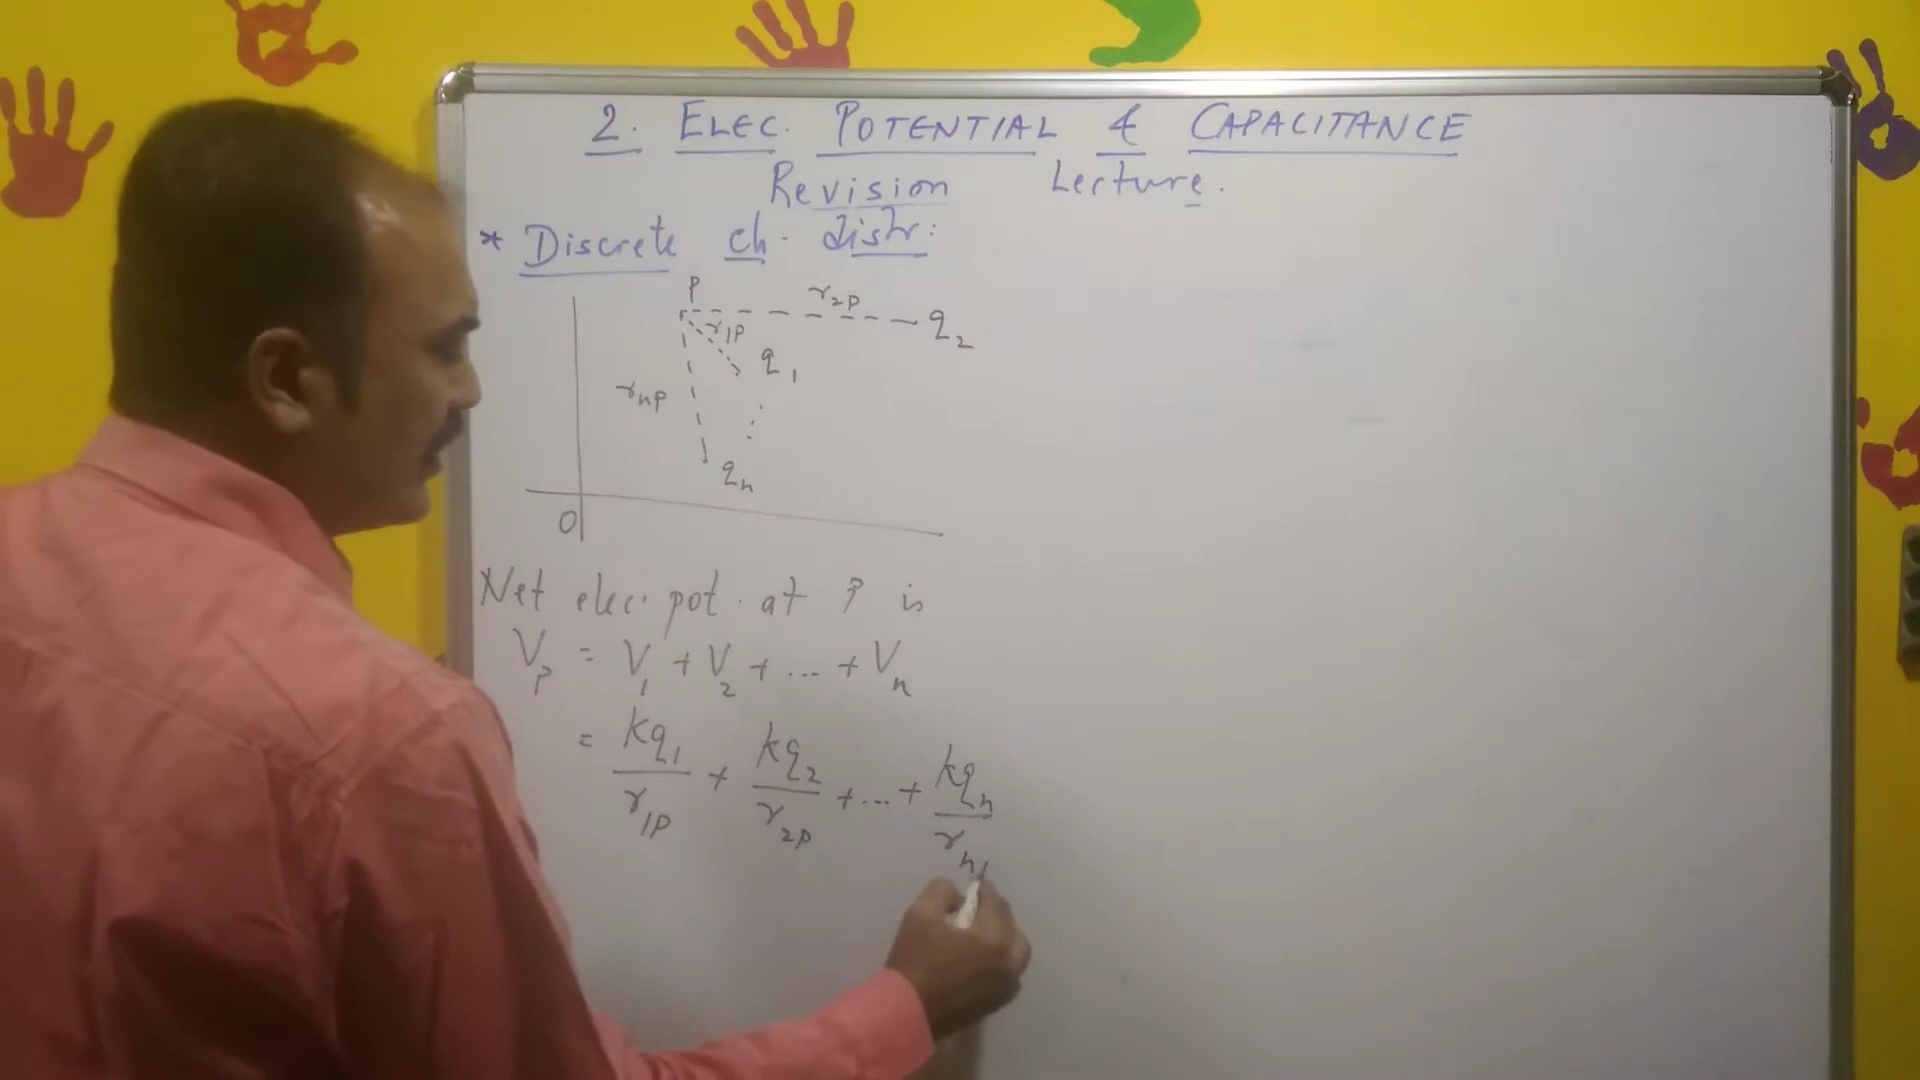 2. ELEC. POTENTIAL & CAPACITANCE
Revision Lecture.
* Discrete ch. distr:
P
r2P
q2
r1P
q1
rnP
qn
O
Net elec. pot. at P is
VP = V1 + V2 + ... + Vn
= kq1/r1P + kq2/r2P + ... + kqn/rn